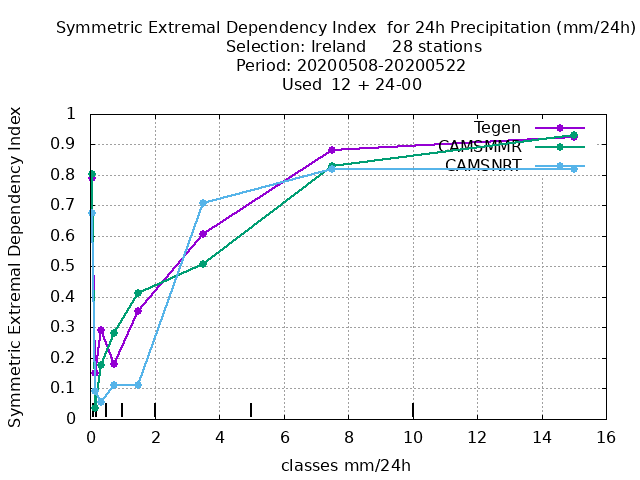 Symmetric Extremal Dependency Index  for 24h Precipitation (mm/24h)
Selection: Ireland     28 stations
Period: 20200508-20200522
Used  12 + 24-00
Symmetric Extremal Dependency Index
1
0.9
0.8
0.7
0.6
0.5
0.4
0.3
0.2
0.1
0
Tegen
CAMSMMR
CAMSNRT
0 2 4 6 8 10 12 14 16
classes mm/24h